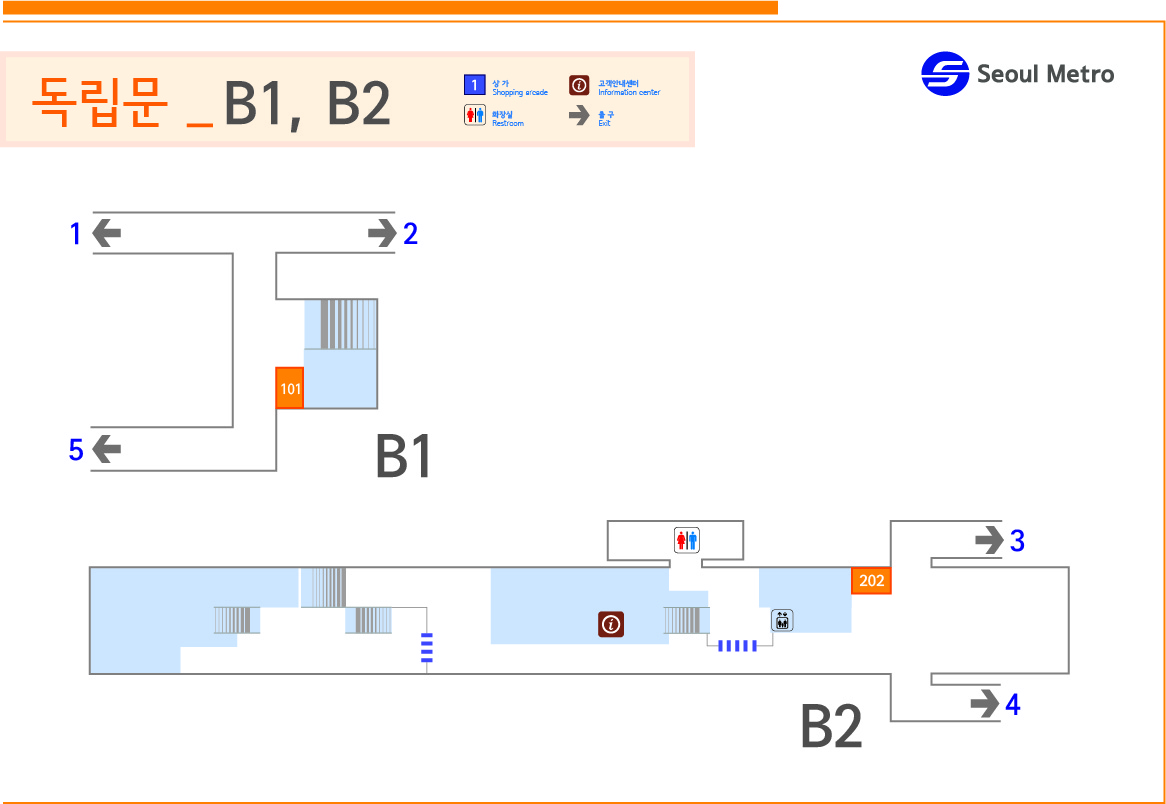 독립문 _ B1, B2
1 상 가
Shopping arcade
고객안내센터
Information center
화장실
Restroom
출 구
Exit
Seoul Metro
1
2
101
5
B1
3
202
4
B2